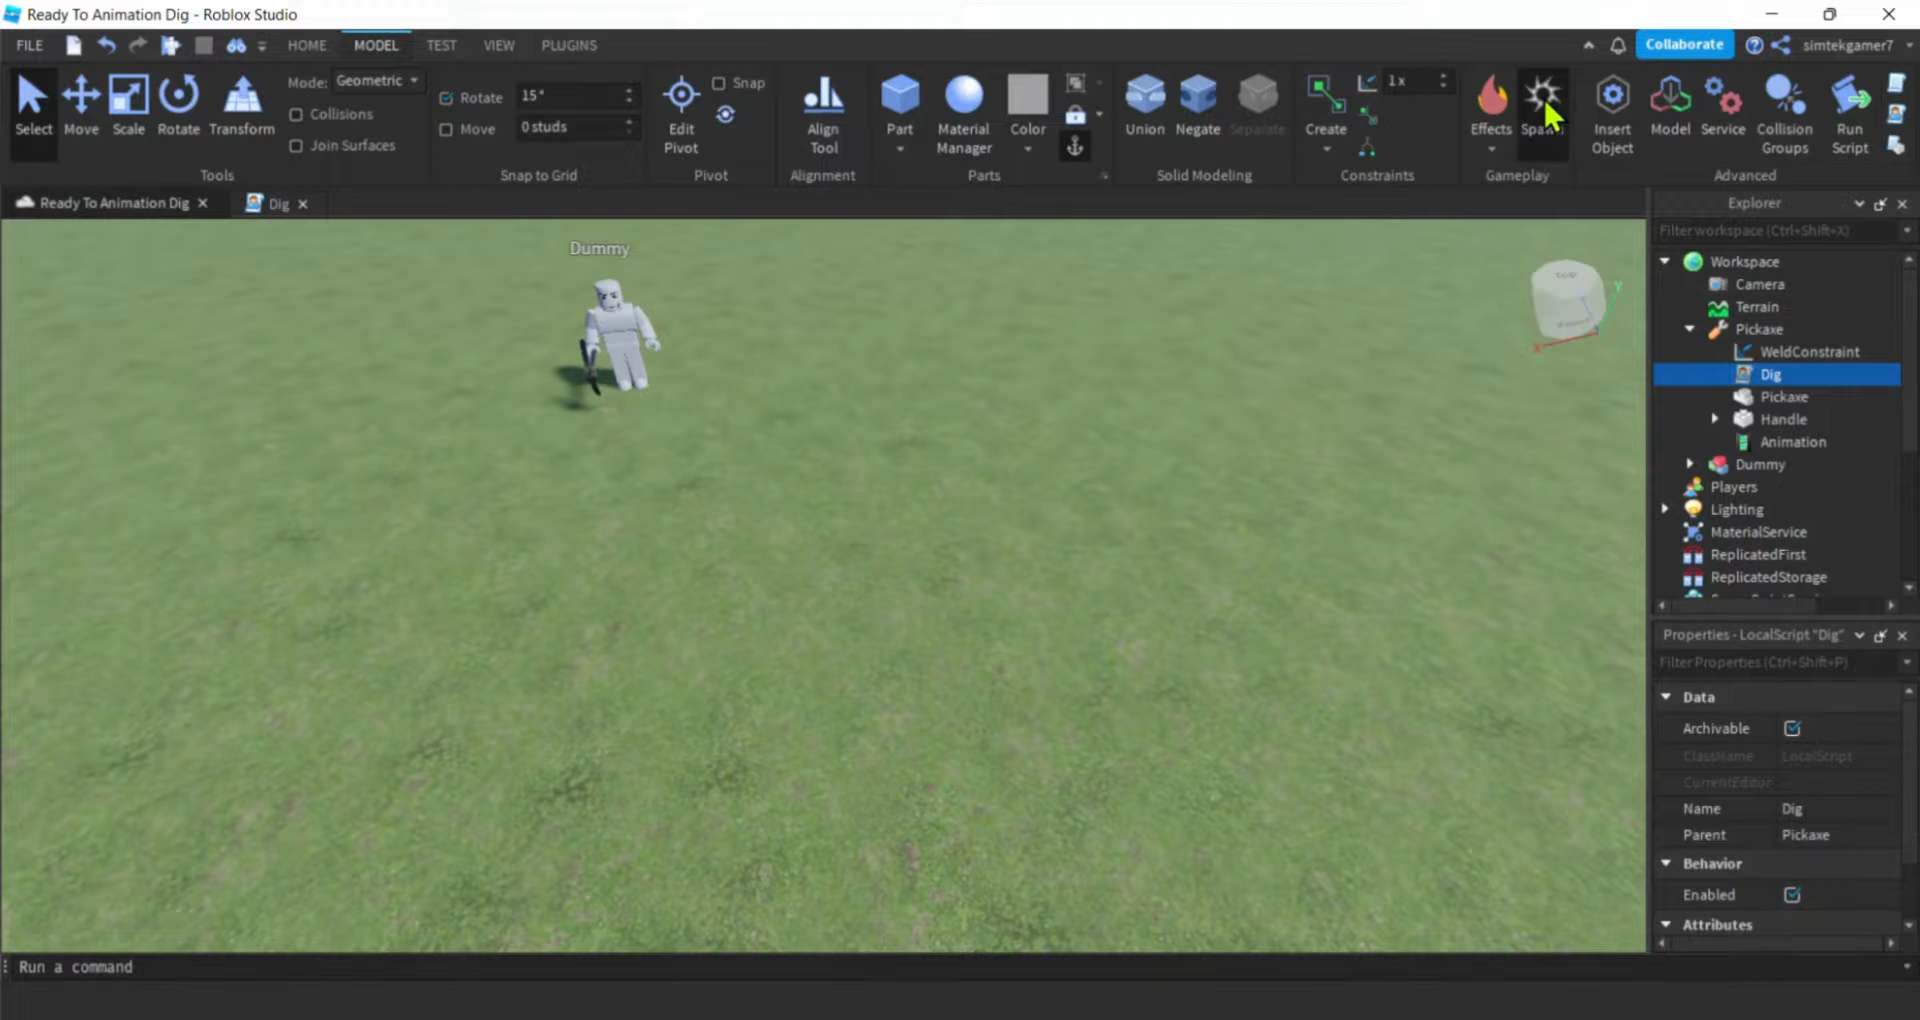 Ready To Animation Dig - Roblox Studio
FILE HOME MODEL TEST VIEW PLUGINS Collaborate simtekgamer7
Select Move Scale Rotate Transform
Mode: Geometric
Collisions
Join Surfaces
Tools
Rotate 15°
Move 0 studs
Snap to Grid
Edit Pivot
Snap
Pivot
Align Tool
Alignment
Part Material Manager Color
Parts
Union Negate Separate
Solid Modeling
Create 1x
Constraints
Effects
Gameplay
Insert Object Model Service Collision Groups Run Script
Advanced
Ready To Animation Dig Dig
Dummy
X
Y
Explorer
Filter workspace (Ctrl+Shift+X)
Workspace
Camera
Terrain
Pickaxe
WeldConstraint
Dig
Pickaxe
Handle
Animation
Dummy
Players
Lighting
MaterialService
ReplicatedFirst
ReplicatedStorage
Properties - LocalScript "Dig"
Filter Properties (Ctrl+Shift+P)
Data
Archivable
ClassName LocalScript
CurrentEditor
Name Dig
Parent Pickaxe
Behavior
Enabled
Attributes
Run a command